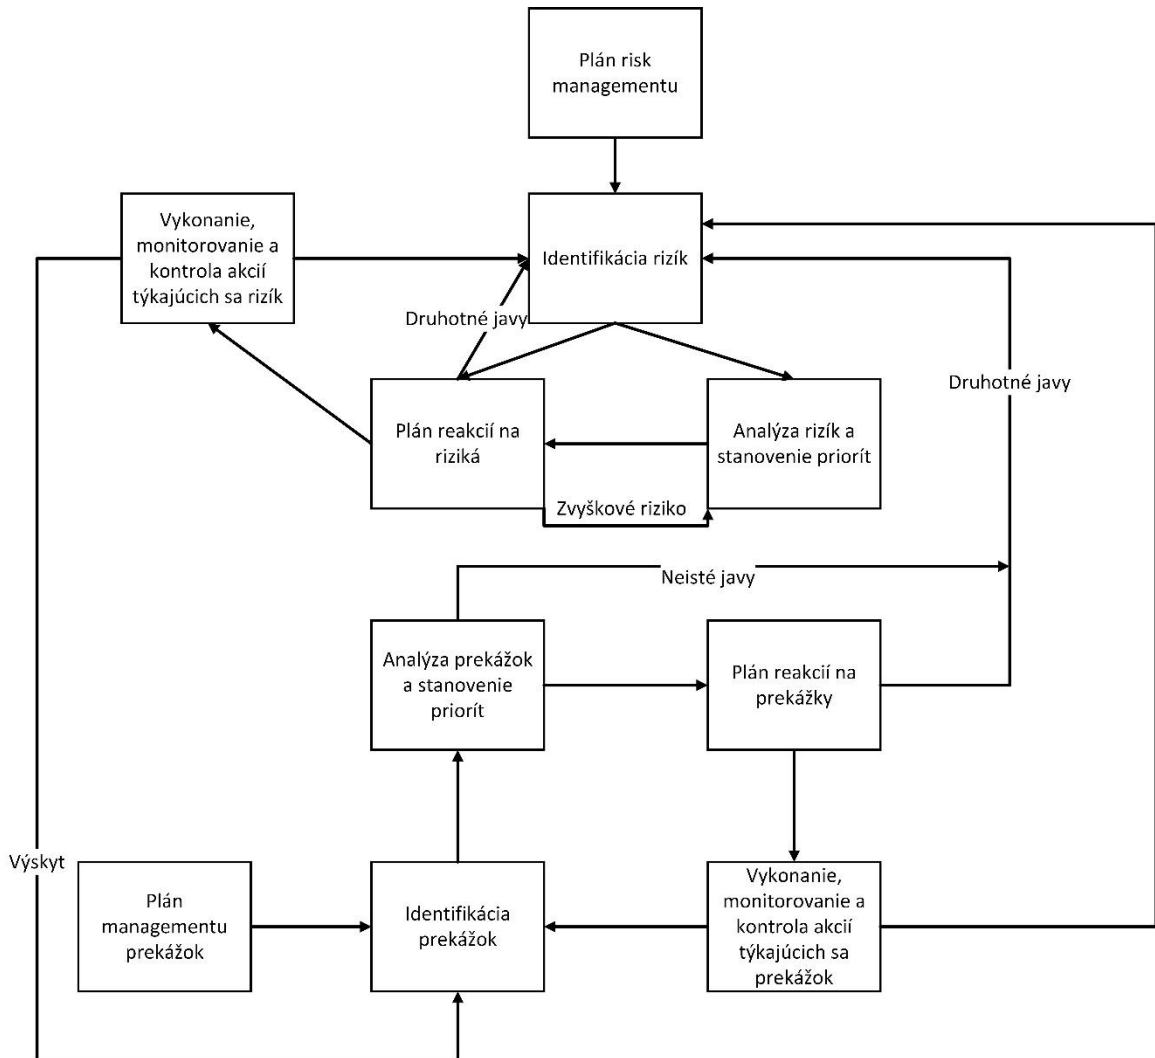 Plán risk
managementu
Vykonanie,
monitorovanie a
kontrola akcií
týkajúcich sa rizík
Identifikácia rizík
Druhotné javy
Plán reakcií na
riziká
Analýza rizík a
stanovenie priorít
Druhotné javy
Zvyškové riziko
Neisté javy
Analýza prekážok
a stanovenie
priorít
Plán reakcií na
prekážky
Výskyt
Plán
managementu
prekážok
Identifikácia
prekážok
Vykonanie,
monitorovanie a
kontrola akcií
týkajúcich sa
prekážok